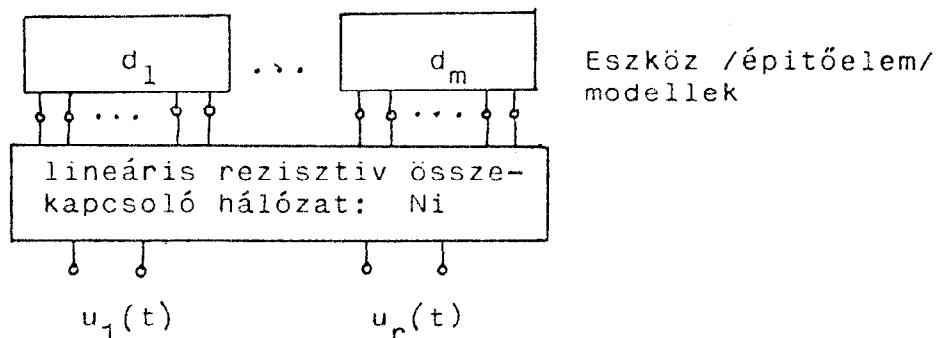 d1 ... dm
Eszköz /épitőelem/
modellek
... ...
lineáris rezisztiv össze-
kapcsoló hálózat: Ni
u1(t) ur(t)